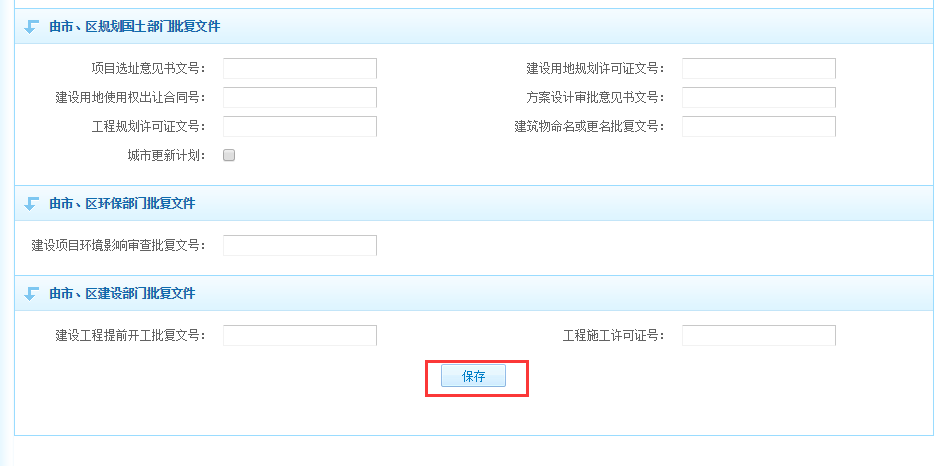 由市、区规划国土部门批复文件
项目选址意见书文号： 建设用地规划许可证文号：
建设用地使用权出让合同号： 方案设计审批意见书文号：
工程规划许可证文号： 建筑物命名或更名批复文号：
城市更新计划：
由市、区环保部门批复文件
建设项目环境影响审查批复文号：
由市、区建设部门批复文件
建设工程提前开工批复文号： 工程施工许可证号：
保存